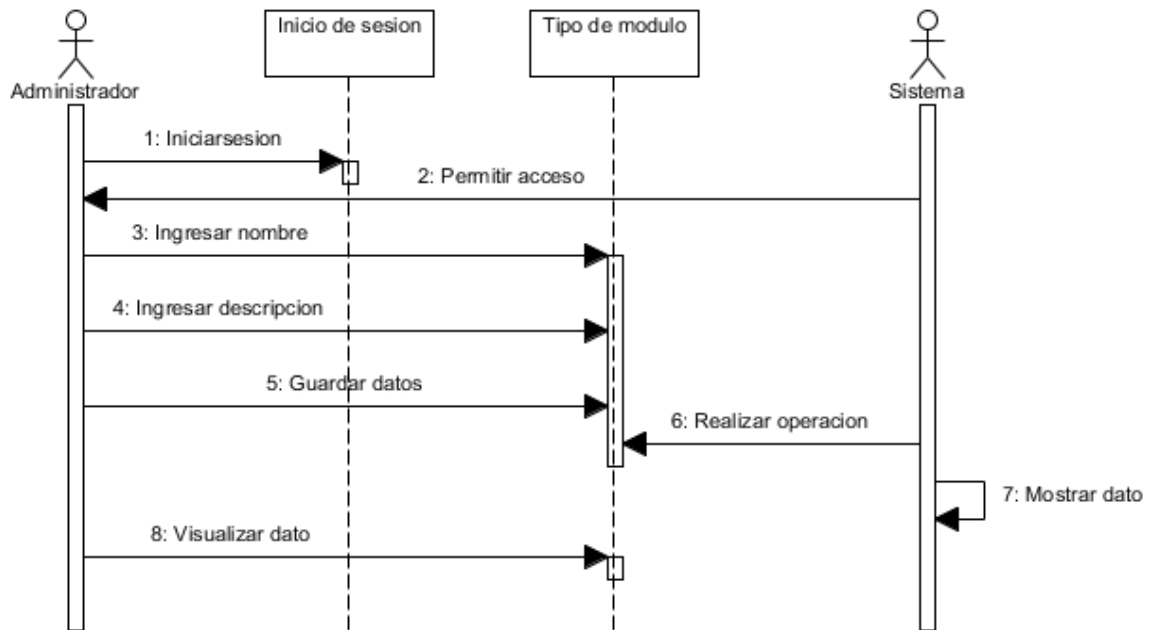 Inicio de sesion
Tipo de modulo
Administrador
Sistema
1: Iniciarsesion
2: Permitir acceso
3: Ingresar nombre
4: Ingresar descripcion
5: Guardar datos
6: Realizar operacion
7: Mostrar dato
8: Visualizar dato